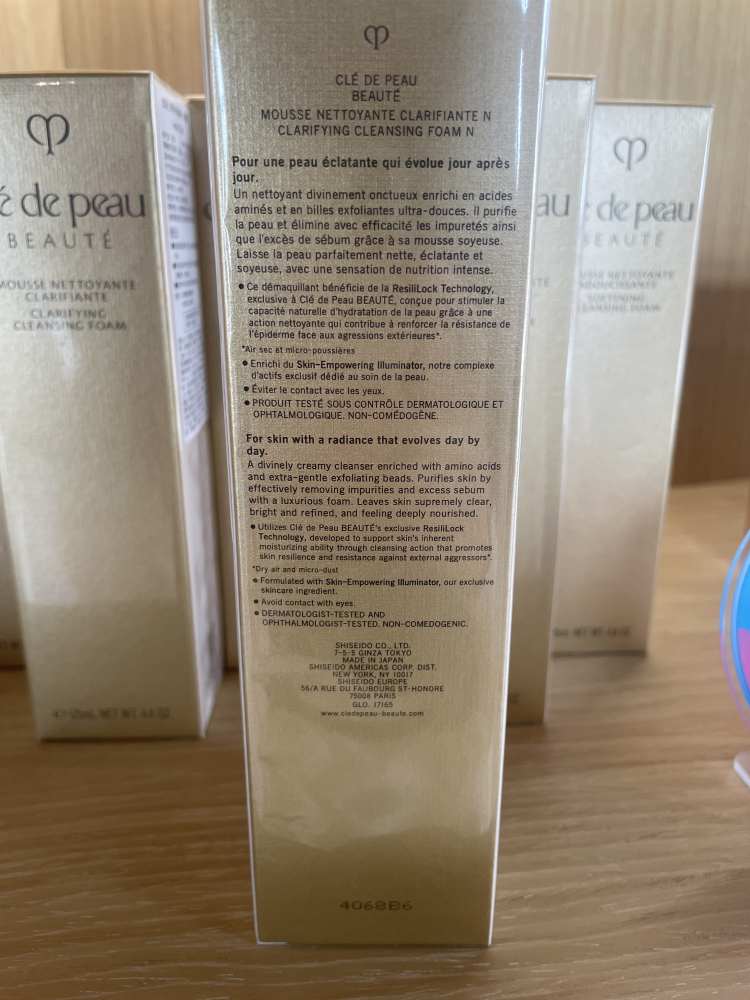 CLÉ DE PEAU
BEAUTÉ
MOUSSE NETTOYANTE CLARIFIANTE N
CLARIFYING CLEANSING FOAM N
Pour une peau éclatante qui évolue jour après
jour.
Un nettoyant divinement onctueux enrichi en acides
aminés et en billes exfoliantes ultra-douces. Il purifie
la peau et élimine avec efficacité les impuretés ainsi
que l'excès de sébum grâce à sa mousse soyeuse.
Laisse la peau parfaitement nette, éclatante et
soyeuse, avec une sensation de nutrition intense.
• Ce démaquillant bénéficie de la ResiliLock Technology,
exclusive à Clé de Peau BEAUTÉ, conçue pour stimuler la
capacité naturelle d'hydratation de la peau grâce à une
action nettoyante qui contribue à renforcer la résistance de
l'épiderme face aux agressions extérieures*.
*Air sec et micro-poussières
• Enrichi du Skin-Empowering Illuminator, notre complexe
d'actifs exclusif dédié au soin de la peau.
• Éviter le contact avec les yeux.
• PRODUIT TESTÉ SOUS CONTRÔLE DERMATOLOGIQUE ET
OPHTALMOLOGIQUE. NON-COMÉDOGÈNE.
For skin with a radiance that evolves day by
day.
A divinely creamy cleanser enriched with amino acids
and extra-gentle exfoliating beads. Purifies skin by
effectively removing impurities and excess sebum
with a luxurious foam. Leaves skin supremely clear,
bright and refined, and feeling deeply nourished.
• Utilizes Clé de Peau BEAUTÉ's exclusive ResiliLock
Technology, developed to support skin's inherent
moisturizing ability through cleansing action that promotes
skin resilience and resistance against external aggressors*.
*Dry air and micro-dust
• Formulated with Skin-Empowering Illuminator, our exclusive
skincare ingredient.
• Avoid contact with eyes.
• DERMATOLOGIST-TESTED AND
OPHTHALMOLOGIST-TESTED. NON-COMEDOGENIC.
SHISEIDO CO., LTD.
7-5-5 GINZA TOKYO
MADE IN JAPAN
SHISEIDO AMERICAS CORP. DIST.
NEW YORK, NY 10017
SHISEIDO EUROPE
56/A RUE DU FAUBOURG ST-HONORE
75008 PARIS
GLO. 17165
www.cledepeau-beaute.com
4068B6
é de peau
BEAUTÉ
MOUSSE NETTOYANTE
CLARIFIANTE
CLARIFYING
CLEANSING FOAM
au
de peau
BEAUTÉ
SOFTENING